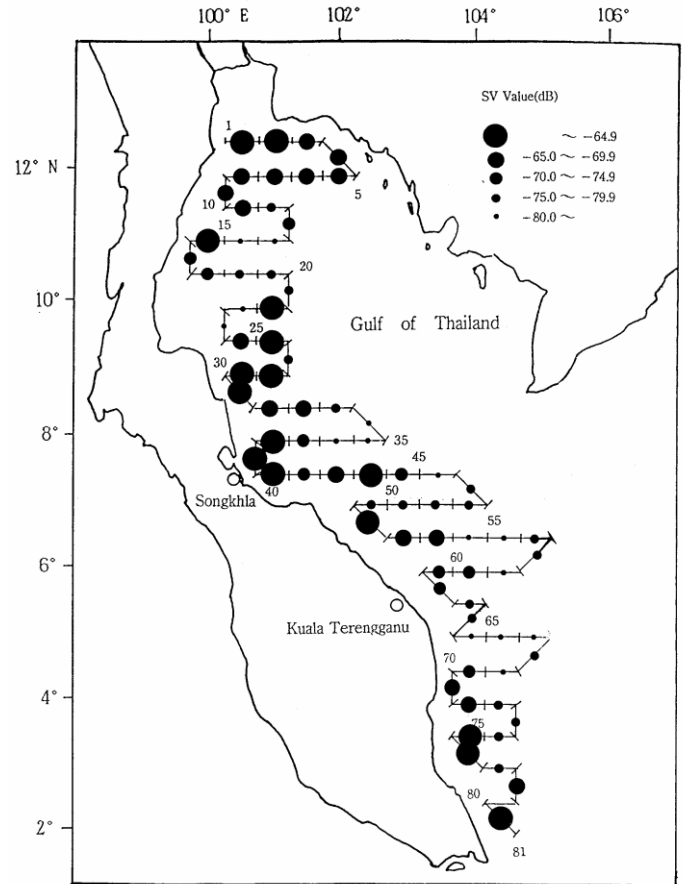 100° E 102° 104° 106°
SV Value(dB)
～ -64.9
-65.0 ～ -69.9
-70.0 ～ -74.9
-75.0 ～ -79.9
-80.0 ～
1
12° N
5
10
15
20
10°
Gulf of Thailand
25
30
8°
35
45
40
50
Songkhla
55
6°
60
Kuala Terengganu
65
70
4°
75
80
2°
81